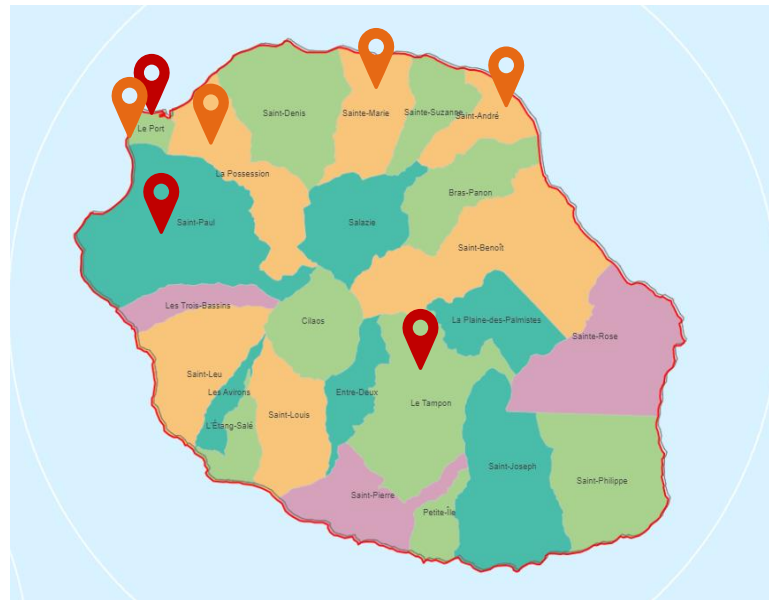 Saint-Denis
Sainte-Marie
Sainte-Suzanne
Saint-André
Le Port
La Possession
Bras-Panon
Saint-Paul
Salazie
Saint-Benoît
Les Trois-Bassins
Cilaos
La Plaine-des-Palmistes
Sainte-Rose
Saint-Leu
Les Avirons
Entre-Deux
Le Tampon
Saint-Louis
L'Étang-Salé
Saint-Joseph
Saint-Philippe
Saint-Pierre
Petite-Île